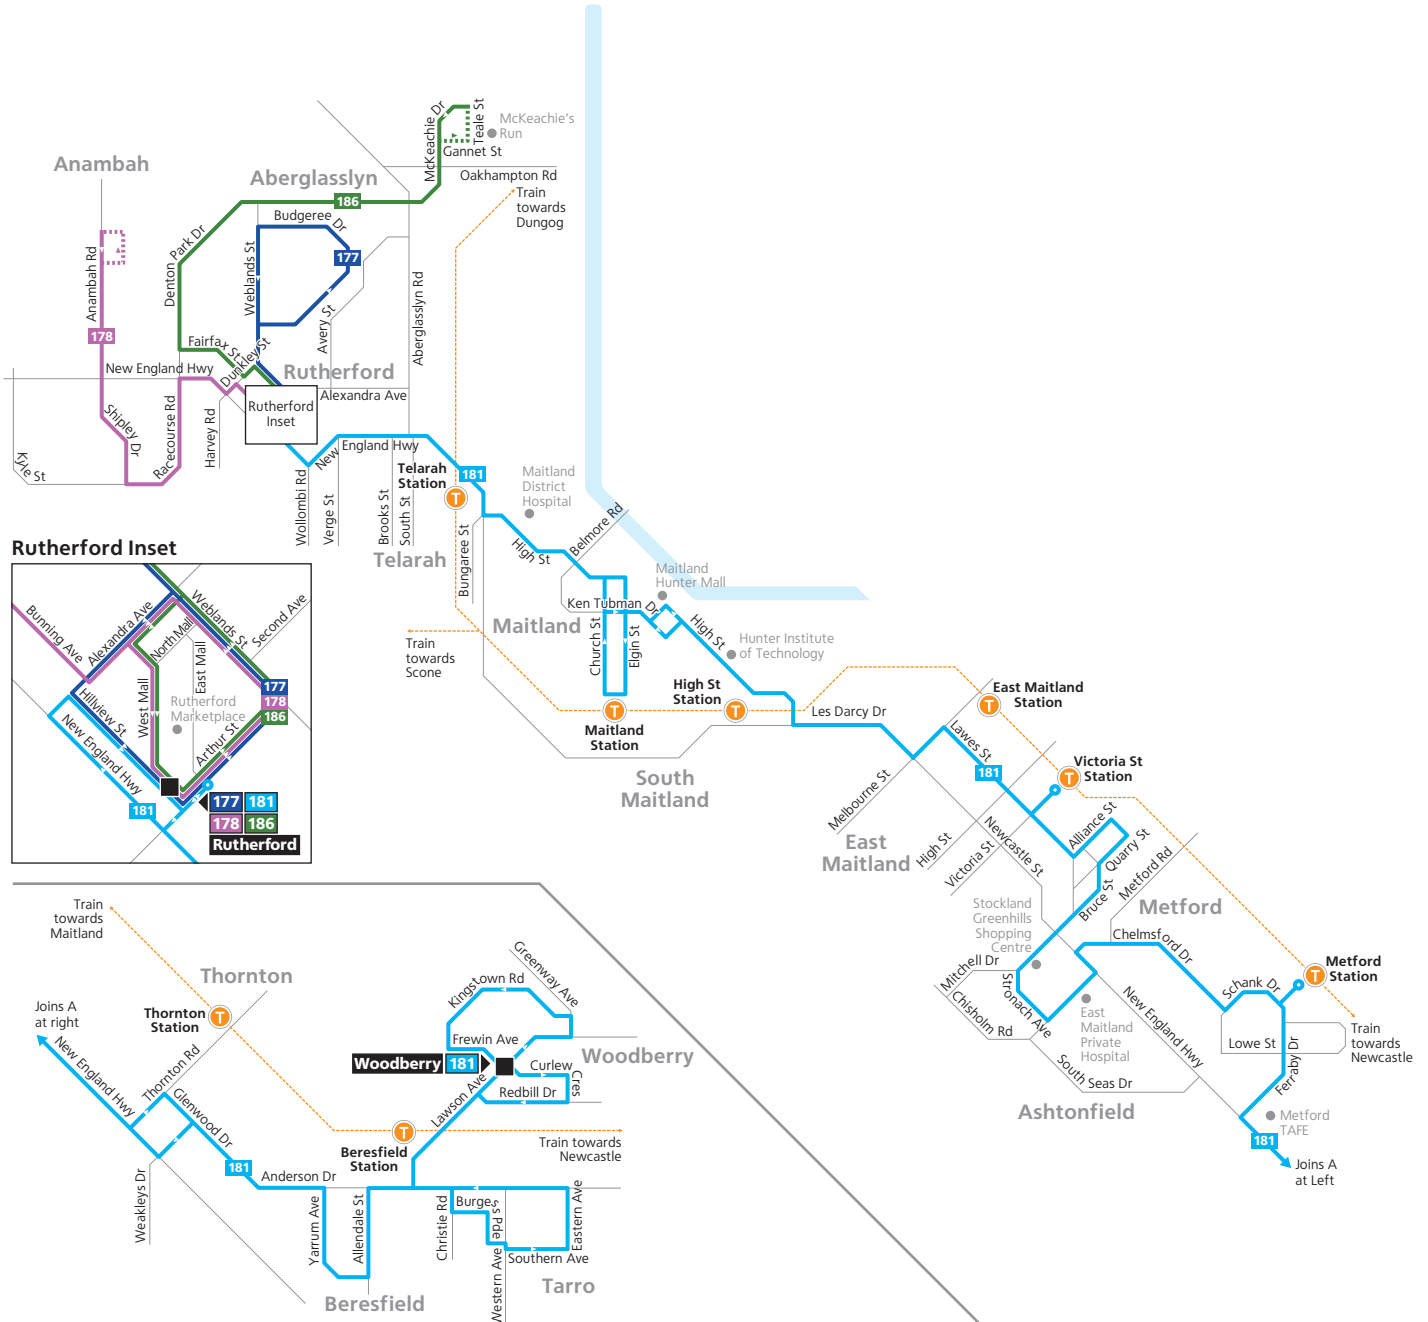 Anambah
Aberglasslyn
McKeachie Dr
Teale St
McKeachie's
Run
Gannet St
Oakhampton Rd
186
Train
towards
Dungog
Budgeree Dr
177
Denton Park Dr
Weblands St
Anambah Rd
178
Avery St
Aberglasslyn Rd
Fairfax St
Dunkley St
New England Hwy
Rutherford
Alexandra Ave
Rutherford
Inset
Shipley Dr
Racecourse Rd
Harvey Rd
Kyle St
New England Hwy
Wollombi Rd
Verge St
Brooks St
South St
Telarah
Station
T
181
Telarah
Bungaree St
Maitland
District
Hospital
High St
Belmore Rd
Maitland
Hunter Mall
Ken Tubman Dr
Maitland
Church St
Elgin St
High St
Hunter Institute
of Technology
Train
towards
Scone
High St
Station
T
T
Maitland
Station
Les Darcy Dr
South
Maitland
East Maitland
Station
T
Lawes St
181
Victoria St
Station
T
Melbourne St
East
Maitland
High St
Victoria St
Newcastle St
Alliance St
Quarry St
Metford Rd
Bruce St
Metford
Stockland
Greenhills
Shopping
Centre
Chelmsford Dr
Mitchell Dr
Chisholm Rd
Stronach Ave
East
Maitland
Private
Hospital
New England Hwy
Schank Dr
Metford
Station
T
Lowe St
Ferraby Dr
Train
towards
Newcastle
South Seas Dr
Ashtonfield
Metford
TAFE
181
Joins A
at Left
Rutherford Inset
Bunning Ave
Alexandra Ave
North Mall
Weblands St
Second Ave
East Mall
West Mall
Hillview St
New England Hwy
Rutherford
Marketplace
Arthur St
177
178
186
181
177 181
178 186
Rutherford
Train
towards
Maitland
Thornton
Joins A
at right
Thornton
Station
T
New England Hwy
Thornton Rd
Glenwood Dr
Weakleys Dr
181
Anderson Dr
Yarrum Ave
Allendale St
Beresfield
Beresfield
Station
T
Greenway Ave
Kingstown Rd
Frewin Ave
Woodberry 181
Woodberry
Curlew Cres
Redbill Dr
Lawson Ave
Train towards
Newcastle
Christie Rd
Burgess Pde
Western Ave
Eastern Ave
Southern Ave
Tarro